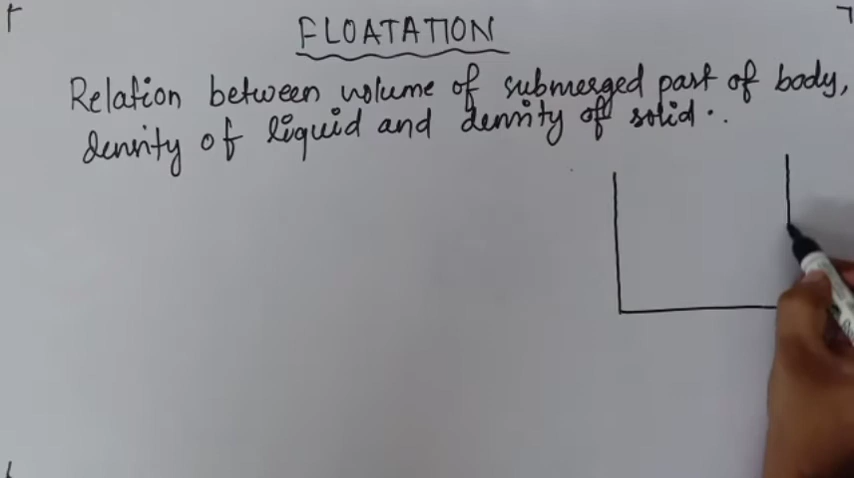 FLOATATION
Relation between volume of submerged part of body,
density of liquid and density of solid.